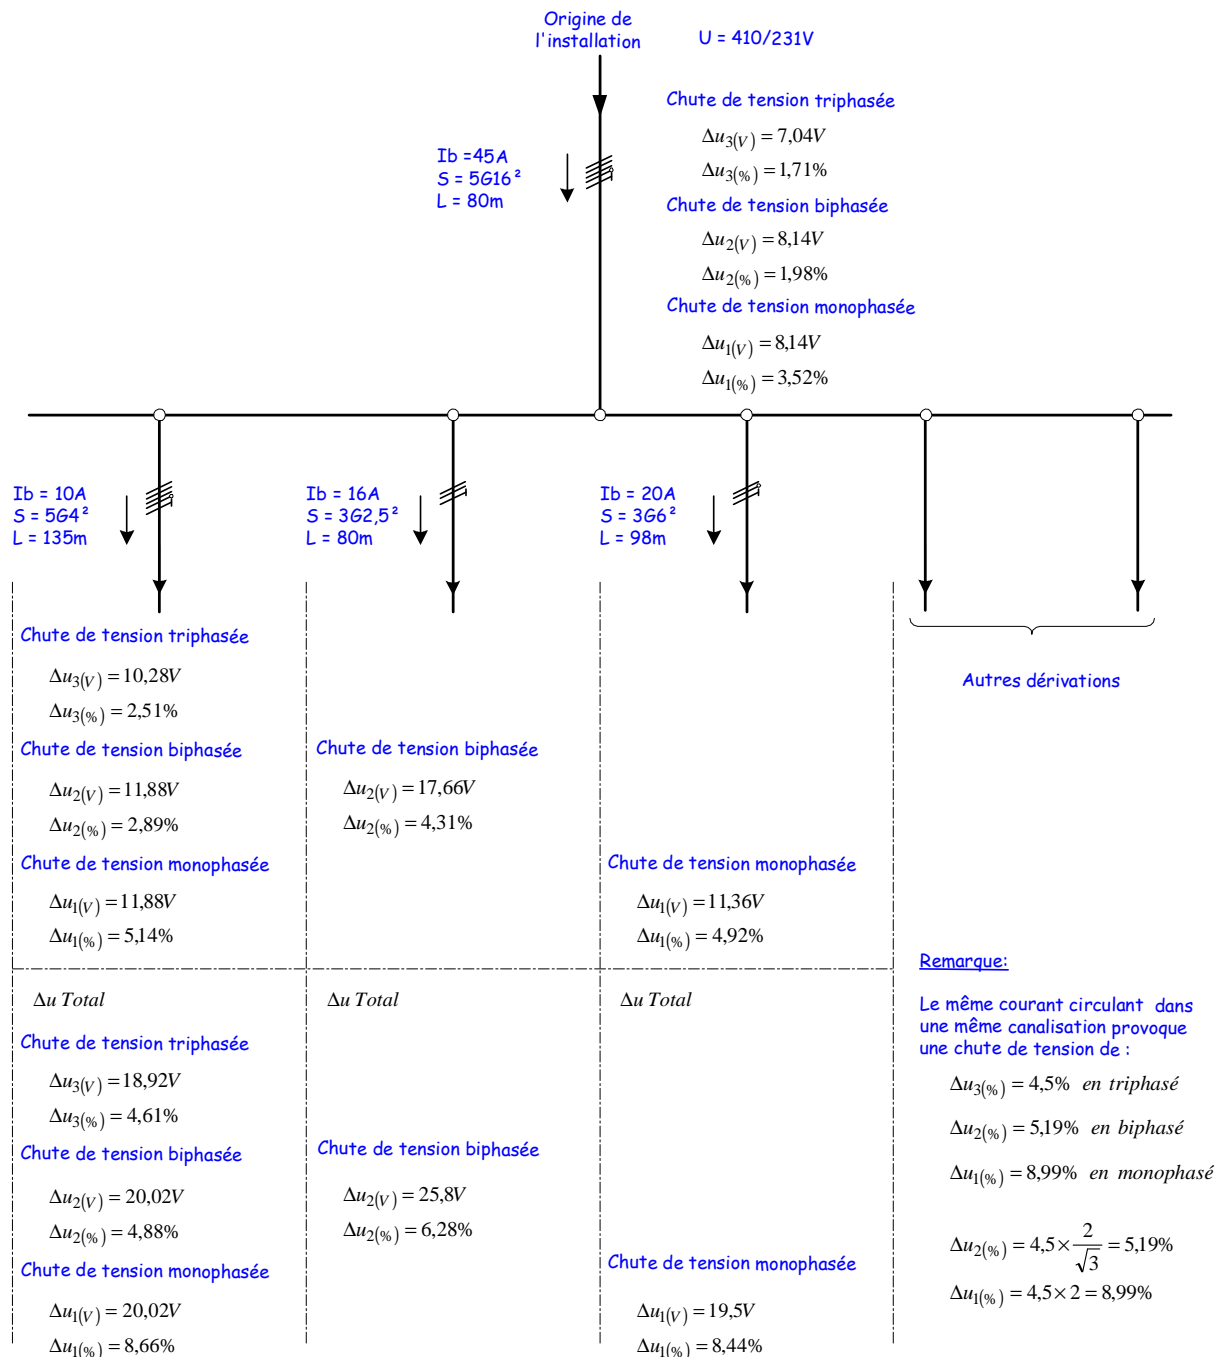 Origine de
l'installation
U = 410/231V
Chute de tension triphasée
Δu3(V) = 7,04V
Δu3(%) = 1,71%
Ib =45A
S = 5G16²
L = 80m
Chute de tension biphasée
Δu2(V) = 8,14V
Δu2(%) = 1,98%
Chute de tension monophasée
Δu1(V) = 8,14V
Δu1(%) = 3,52%
Ib = 10A
S = 5G4²
L = 135m
Ib = 16A
S = 3G2,5²
L = 80m
Ib = 20A
S = 3G6²
L = 98m
Chute de tension triphasée
Δu3(V) = 10,28V
Δu3(%) = 2,51%
Chute de tension biphasée
Δu2(V) = 11,88V
Δu2(%) = 2,89%
Chute de tension monophasée
Δu1(V) = 11,88V
Δu1(%) = 5,14%
Chute de tension biphasée
Δu2(V) = 17,66V
Δu2(%) = 4,31%
Chute de tension monophasée
Δu1(V) = 11,36V
Δu1(%) = 4,92%
Autres dérivations
Δu Total
Chute de tension triphasée
Δu3(V) = 18,92V
Δu3(%) = 4,61%
Chute de tension biphasée
Δu2(V) = 20,02V
Δu2(%) = 4,88%
Chute de tension monophasée
Δu1(V) = 20,02V
Δu1(%) = 8,66%
Δu Total
Chute de tension biphasée
Δu2(V) = 25,8V
Δu2(%) = 6,28%
Δu Total
Chute de tension monophasée
Δu1(V) = 19,5V
Δu1(%) = 8,44%
Remarque:
Le même courant circulant dans
une même canalisation provoque
une chute de tension de :
Δu3(%) = 4,5% en triphasé
Δu2(%) = 5,19% en biphasé
Δu1(%) = 8,99% en monophasé
Δu2(%) = 4,5 × 2/√3 = 5,19%
Δu1(%) = 4,5 × 2 = 8,99%